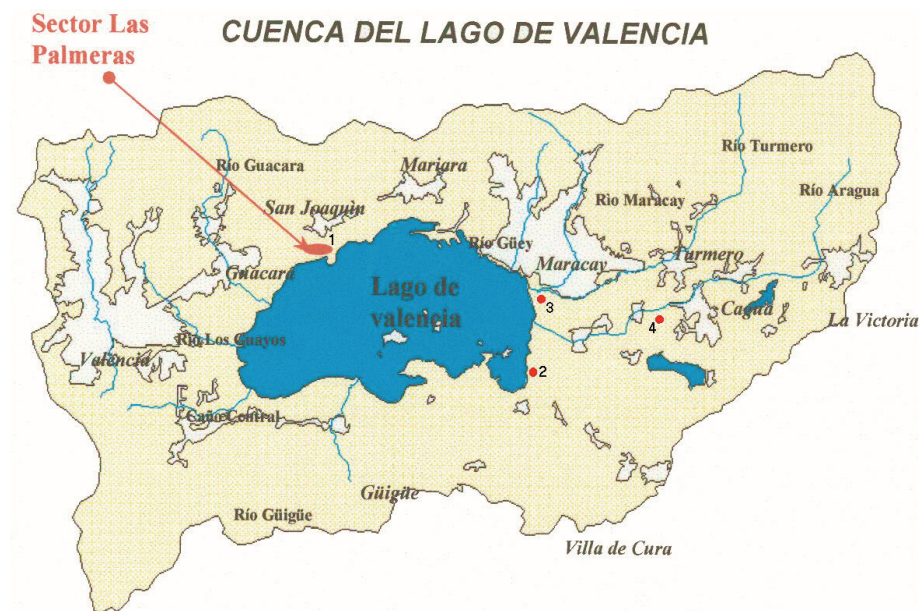 Sector Las
Palmeras
CUENCA DEL LAGO DE VALENCIA
Río Guacara
Mariara
Río Turmero
San Joaquìn
Rio Maracay
Río Aragua
1
Río Güey
Guacara
Maracay
Turmero
Lago de
valencia
3
4
Cagua
La Victoria
Río Los Guayos
Valencia
2
Caño Central
Güigüe
Río Güigüe
Villa de Cura